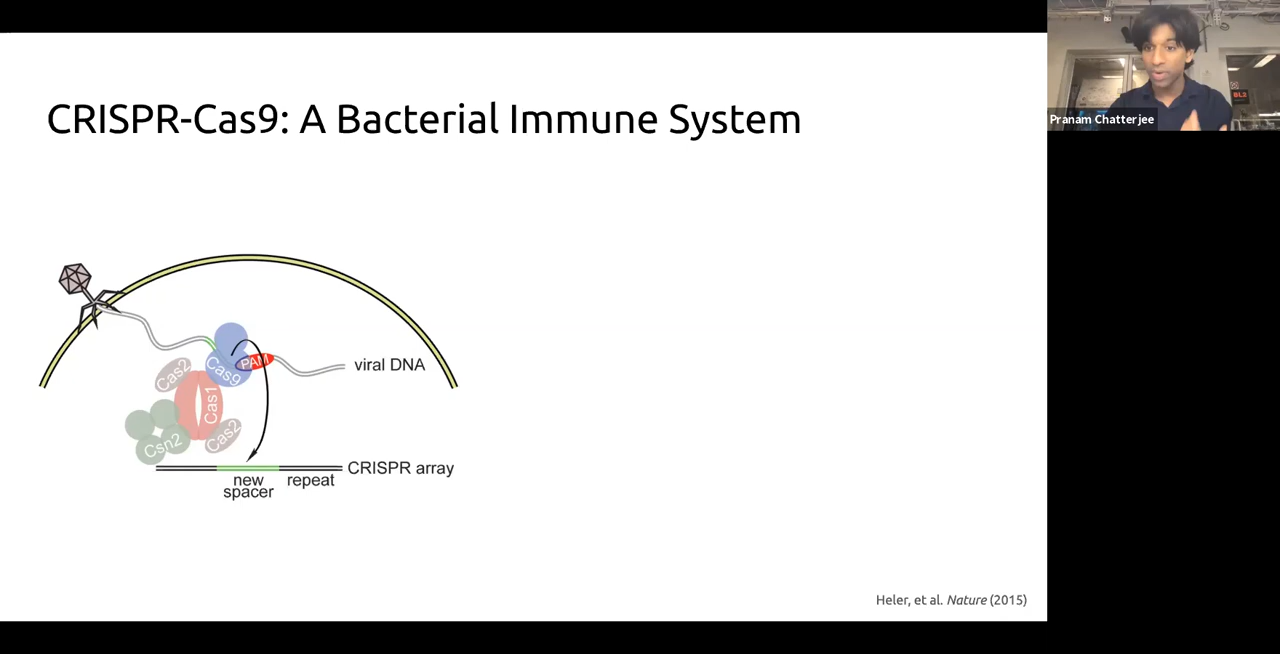 CRISPR-Cas9: A Bacterial Immune System
BL2
Pranam Chatterjee
PAM
viral DNA
Cas9
Cas2
Cas1
Csn2
Cas2
CRISPR array
new
spacer
repeat
Heler, et al. Nature (2015)